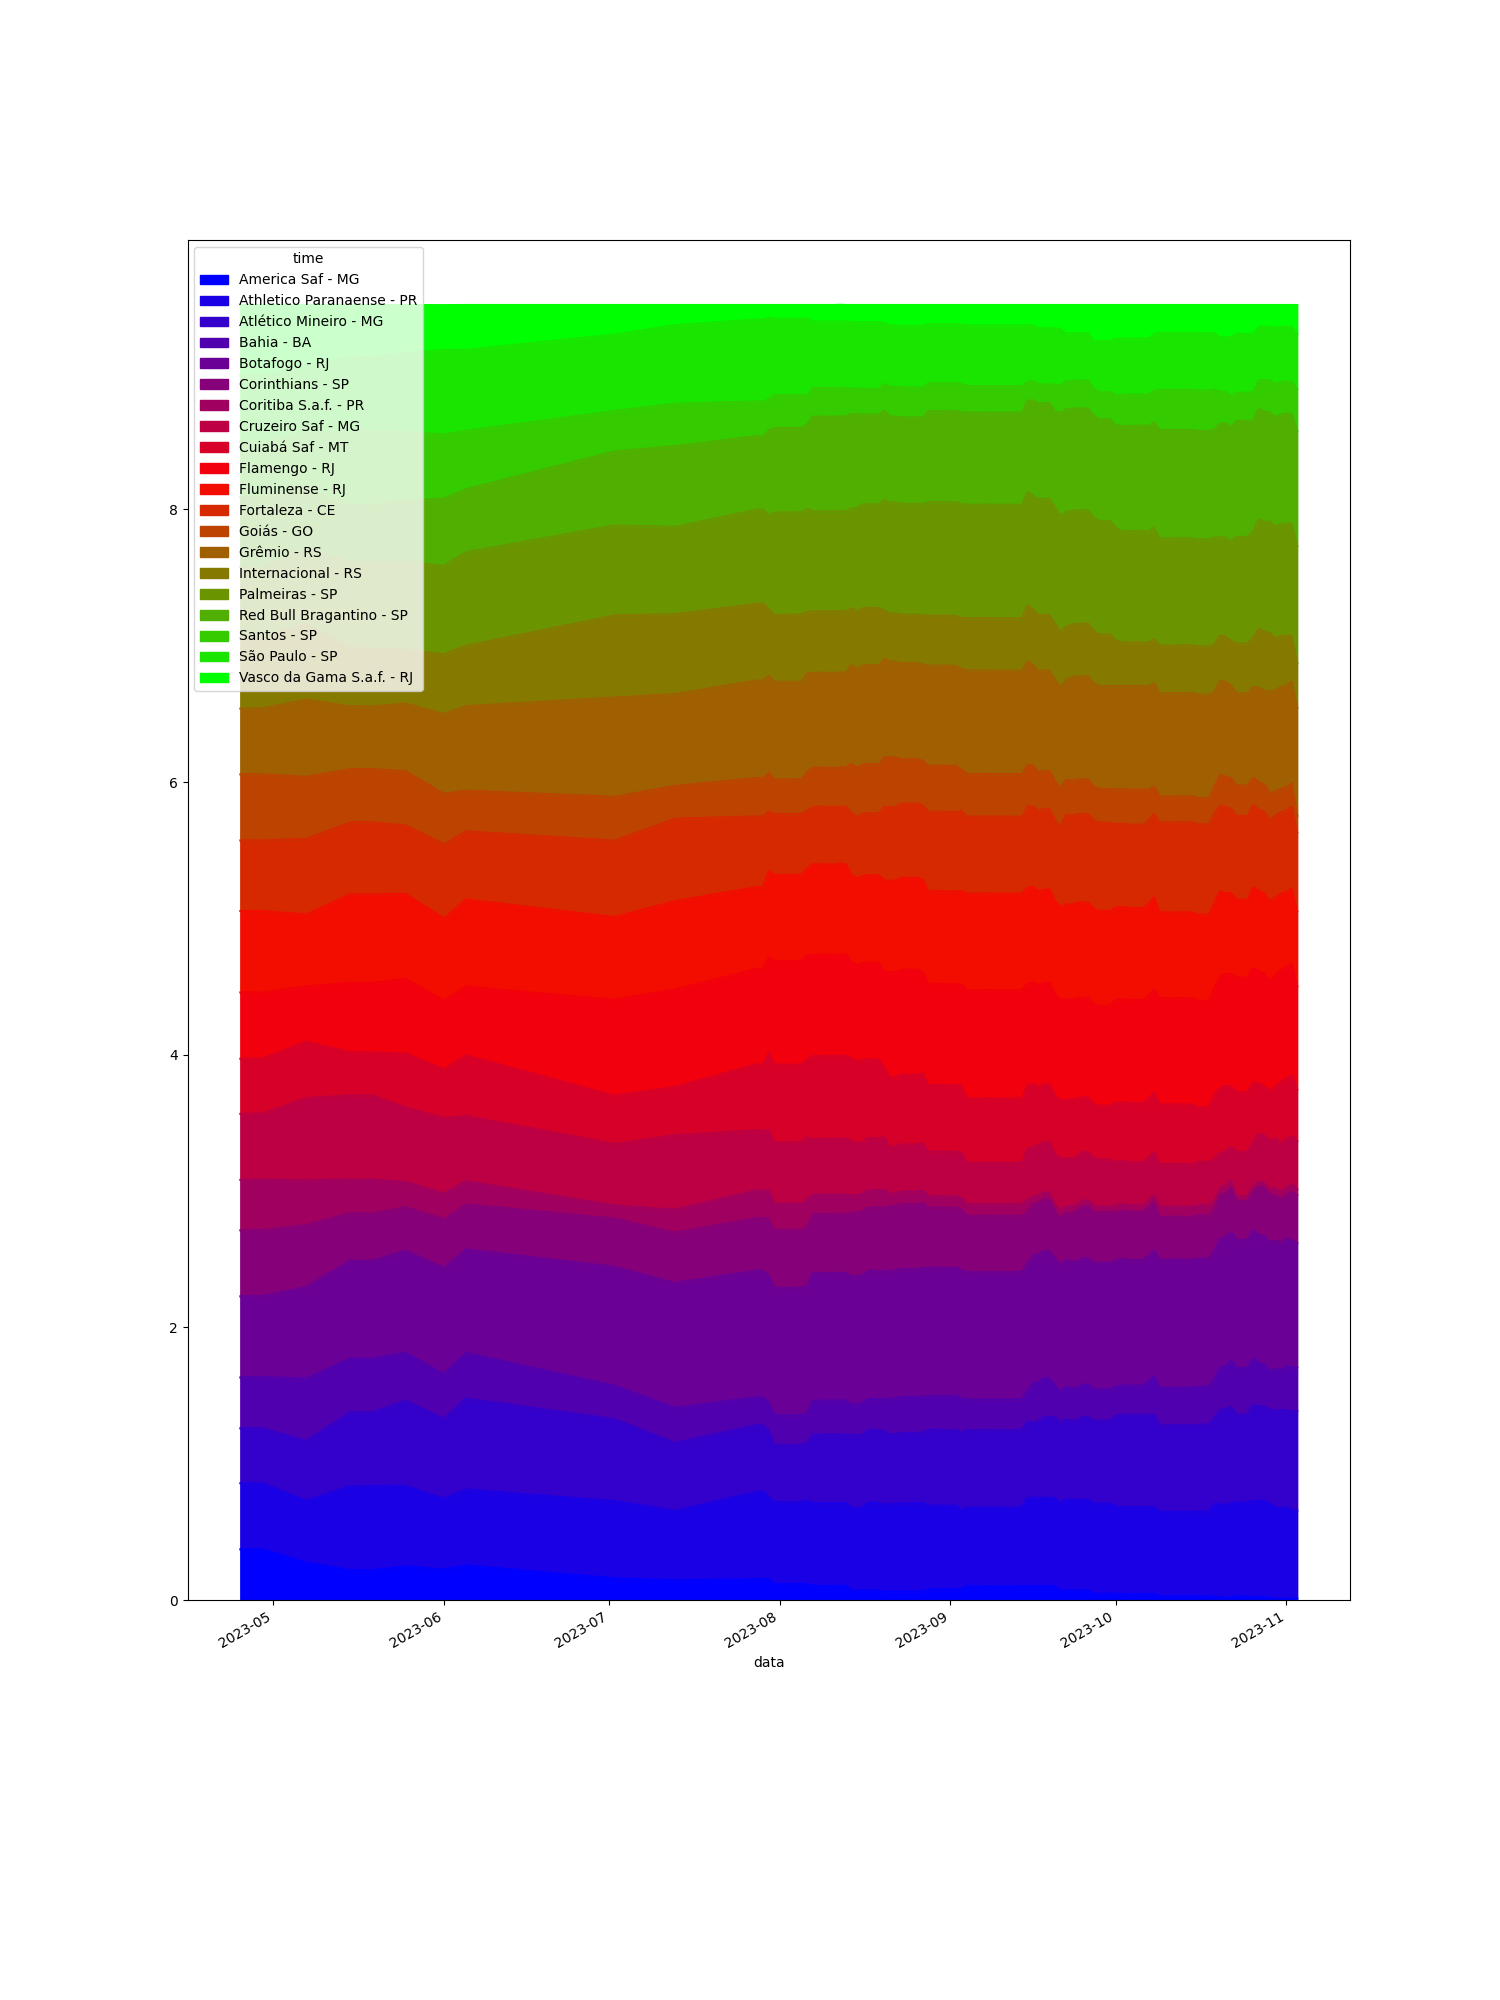 time
America Saf - MG
Athletico Paranaense - PR
Atlético Mineiro - MG
Bahia - BA
Botafogo - RJ
Corinthians - SP
Coritiba S.a.f. - PR
Cruzeiro Saf - MG
Cuiabá Saf - MT
Flamengo - RJ
Fluminense - RJ
Fortaleza - CE
Goiás - GO
Grêmio - RS
Internacional - RS
Palmeiras - SP
Red Bull Bragantino - SP
Santos - SP
São Paulo - SP
Vasco da Gama S.a.f. - RJ
8
6
4
2
0
2023-05
2023-06
2023-07
2023-08
2023-09
2023-10
2023-11
data